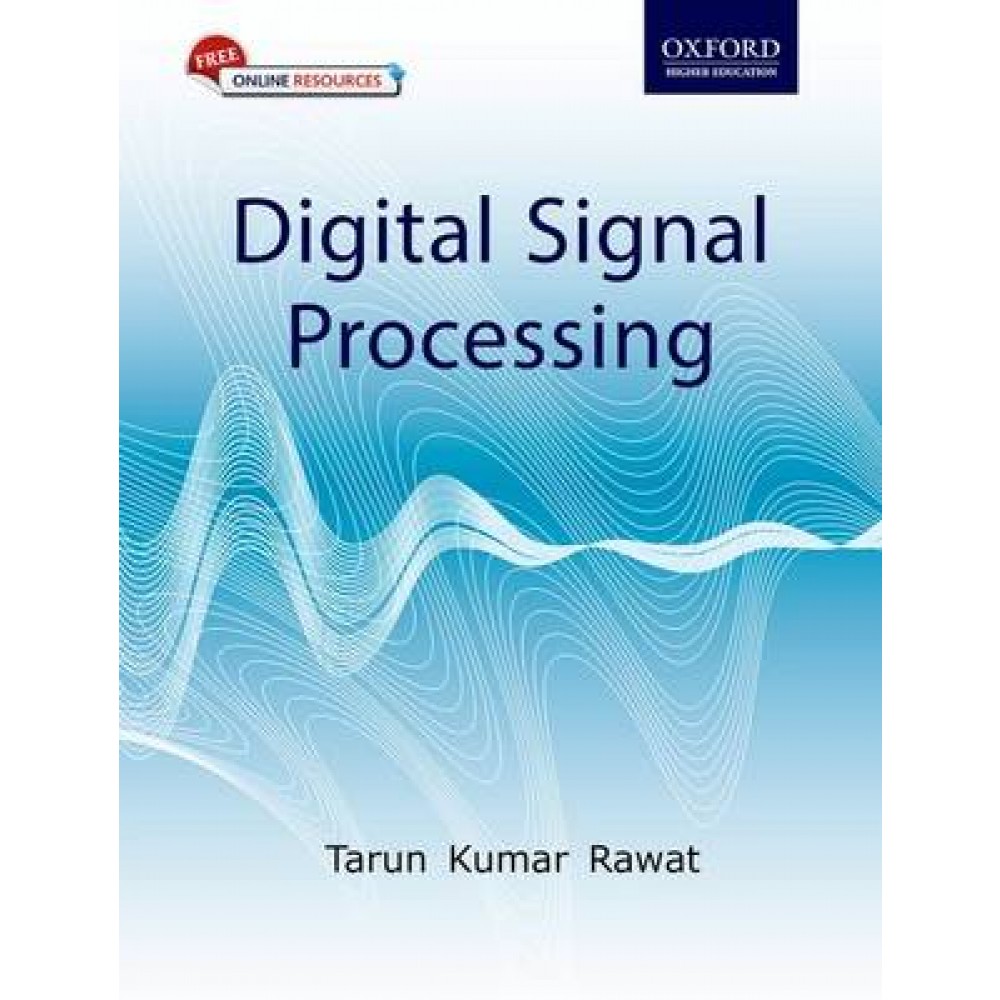 FREE
ONLINE RESOURCES
OXFORD
HIGHER EDUCATION
Digital Signal
Processing
Tarun Kumar Rawat